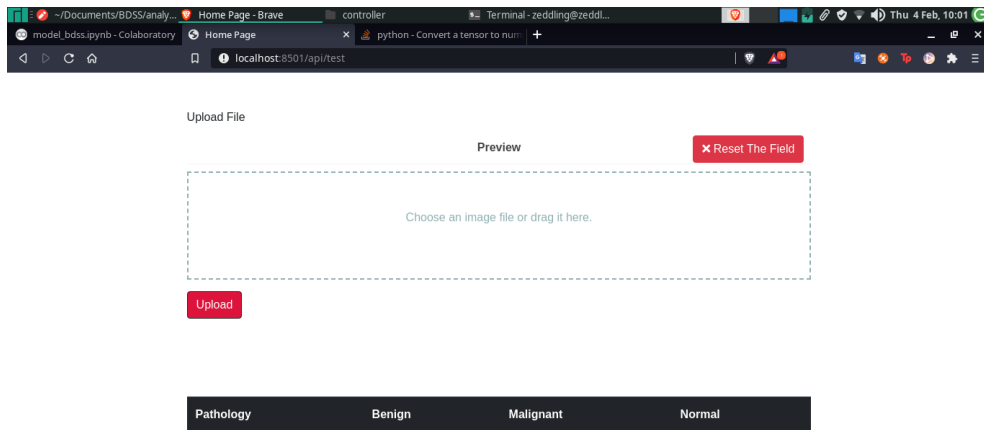 ~/Documents/BDSS/analy... Home Page - Brave controller Terminal - zeddling@zeddl... Thu 4 Feb, 10:01
model_bdss.ipynb - Colaboratory Home Page python - Convert a tensor to num
localhost:8501/api/test
Upload File
Preview
Reset The Field
Choose an image file or drag it here.
Upload
Pathology Benign Malignant Normal